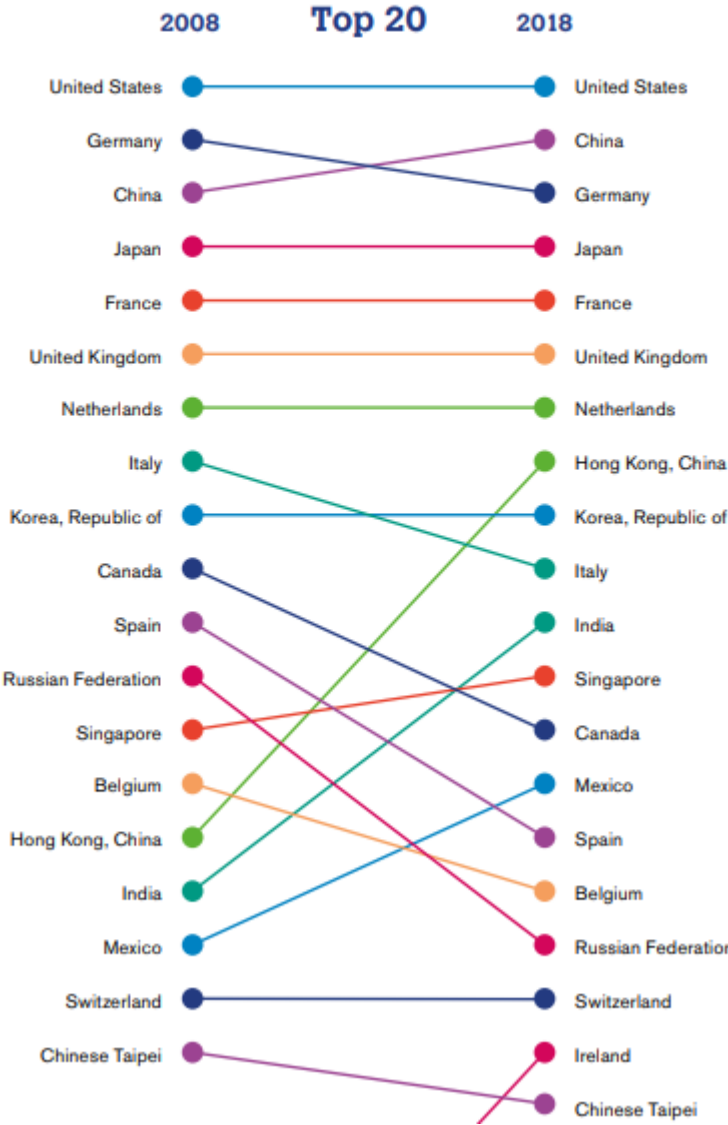 2008 Top 20 2018
United States United States
Germany China
China Germany
Japan Japan
France France
United Kingdom United Kingdom
Netherlands Netherlands
Italy Hong Kong, China
Korea, Republic of Korea, Republic of
Canada Italy
Spain India
Russian Federation Singapore
Singapore Canada
Belgium Mexico
Hong Kong, China Spain
India Belgium
Mexico Russian Federation
Switzerland Switzerland
Chinese Taipei Ireland
Chinese Taipei